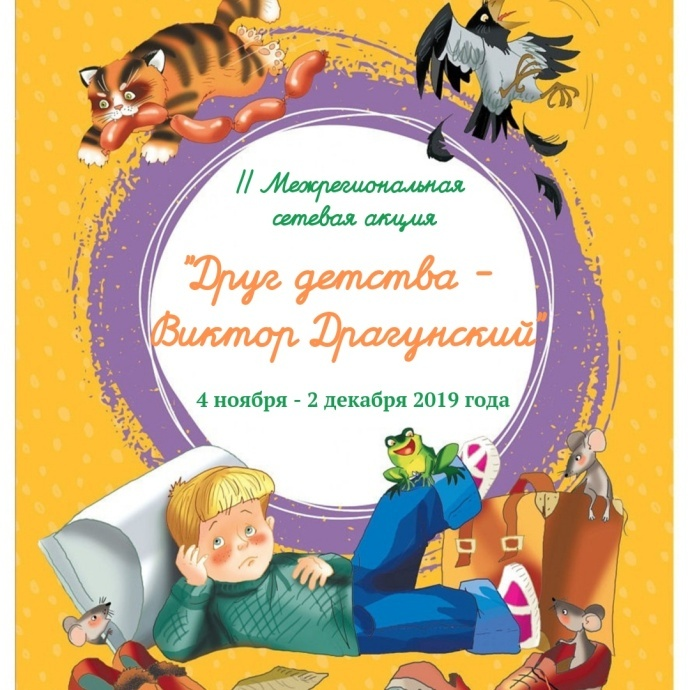 II Межрегиональная
сетевая акция
"Друг детства -
Виктор Драгунский"
4 ноября - 2 декабря 2019 года